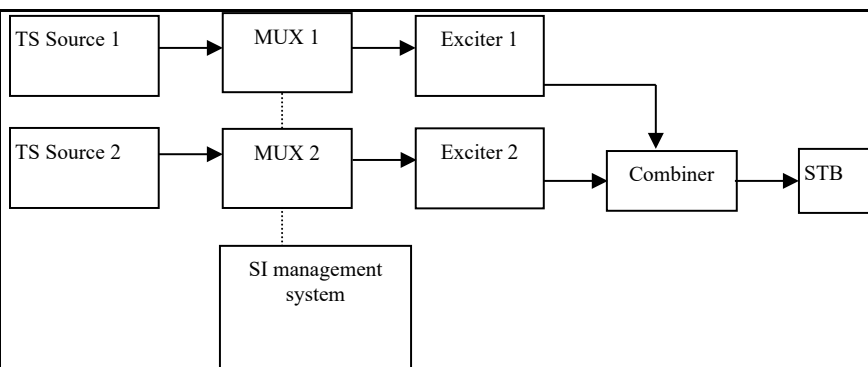 TS Source 1
MUX 1
Exciter 1
TS Source 2
MUX 2
Exciter 2
Combiner
STB
SI management
system